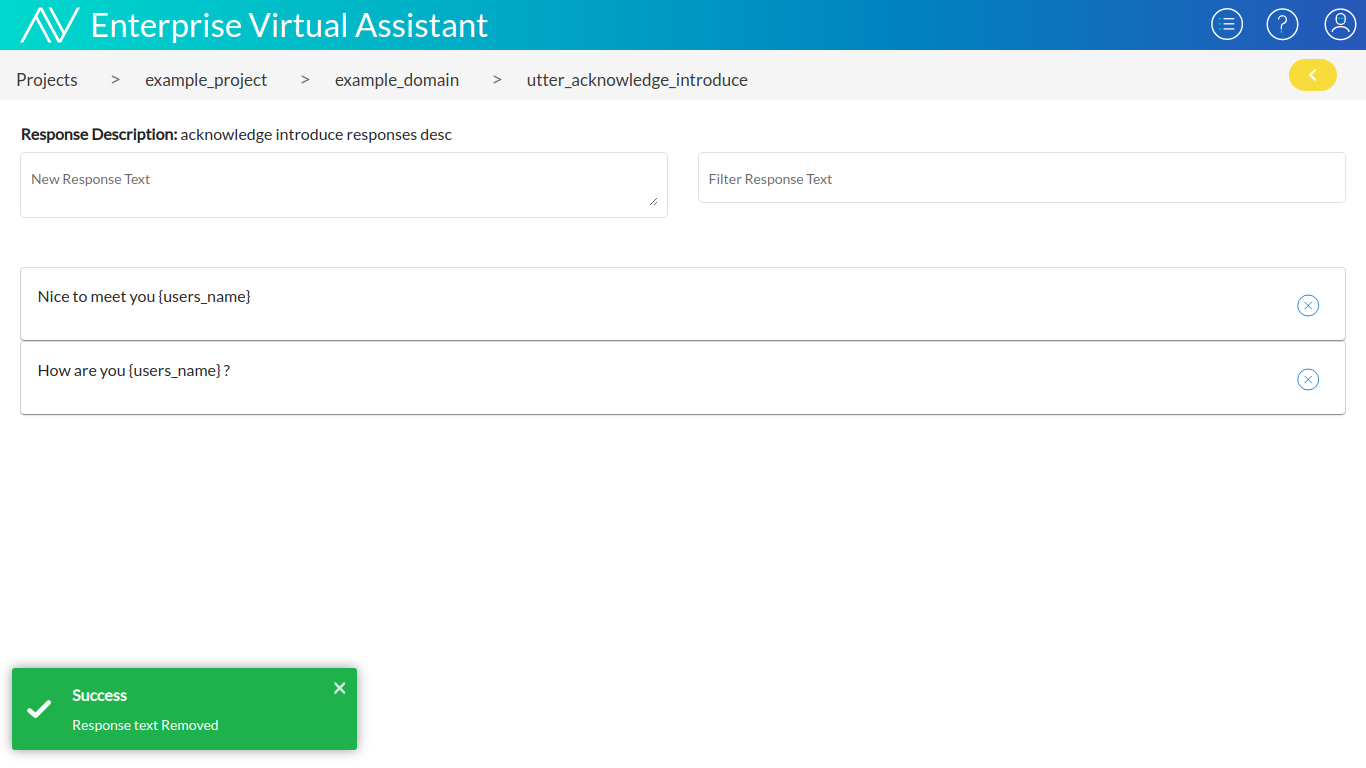 Enterprise Virtual Assistant
Projects > example_project > example_domain > utter_acknowledge_introduce
Response Description: acknowledge introduce responses desc
New Response Text
Filter Response Text
Nice to meet you {users_name}
How are you {users_name} ?
Success
Response text Removed